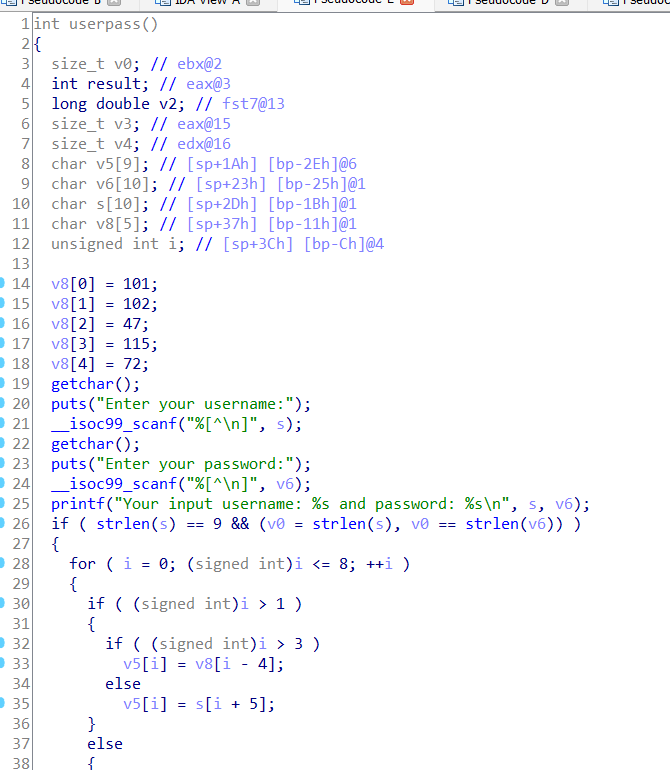 Pseudocode B IDA View A Pseudocode E Pseudocode D Pseudoc
1 int userpass()
2 {
3 size_t v0; // ebx@2
4 int result; // eax@3
5 long double v2; // fst7@13
6 size_t v3; // eax@15
7 size_t v4; // edx@16
8 char v5[9]; // [sp+1Ah] [bp-2Eh]@6
9 char v6[10]; // [sp+23h] [bp-25h]@1
10 char s[10]; // [sp+2Dh] [bp-1Bh]@1
11 char v8[5]; // [sp+37h] [bp-11h]@1
12 unsigned int i; // [sp+3Ch] [bp-Ch]@4
13
14 v8[0] = 101;
15 v8[1] = 102;
16 v8[2] = 47;
17 v8[3] = 115;
18 v8[4] = 72;
19 getchar();
20 puts("Enter your username:");
21 __isoc99_scanf("%[^\n]", s);
22 getchar();
23 puts("Enter your password:");
24 __isoc99_scanf("%[^\n]", v6);
25 printf("Your input username: %s and password: %s\n", s, v6);
26 if ( strlen(s) == 9 && (v0 = strlen(s), v0 == strlen(v6)) )
27 {
28 for ( i = 0; (signed int)i <= 8; ++i )
29 {
30 if ( (signed int)i > 1 )
31 {
32 if ( (signed int)i > 3 )
33 v5[i] = v8[i - 4];
34 else
35 v5[i] = s[i + 5];
36 }
37 else
38 {